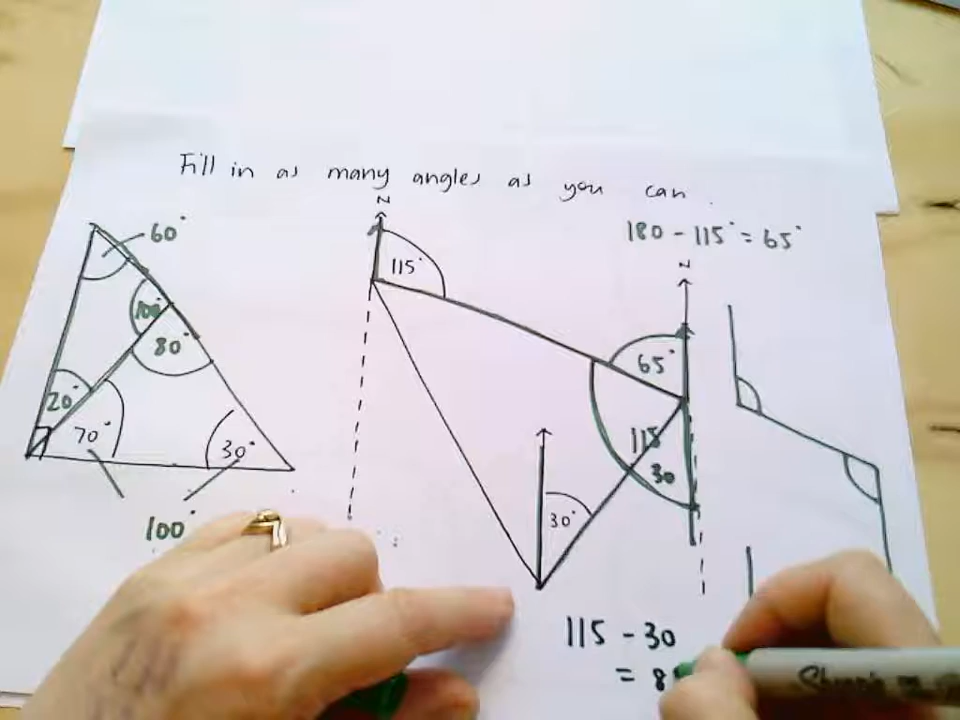 Fill in as many angles as you can.
N
60°
180 - 115° = 65°
115°
N
100°
80°
65°
20°
70°
30°
115
30
30°
100°
115 - 30
= 8
Sharpie